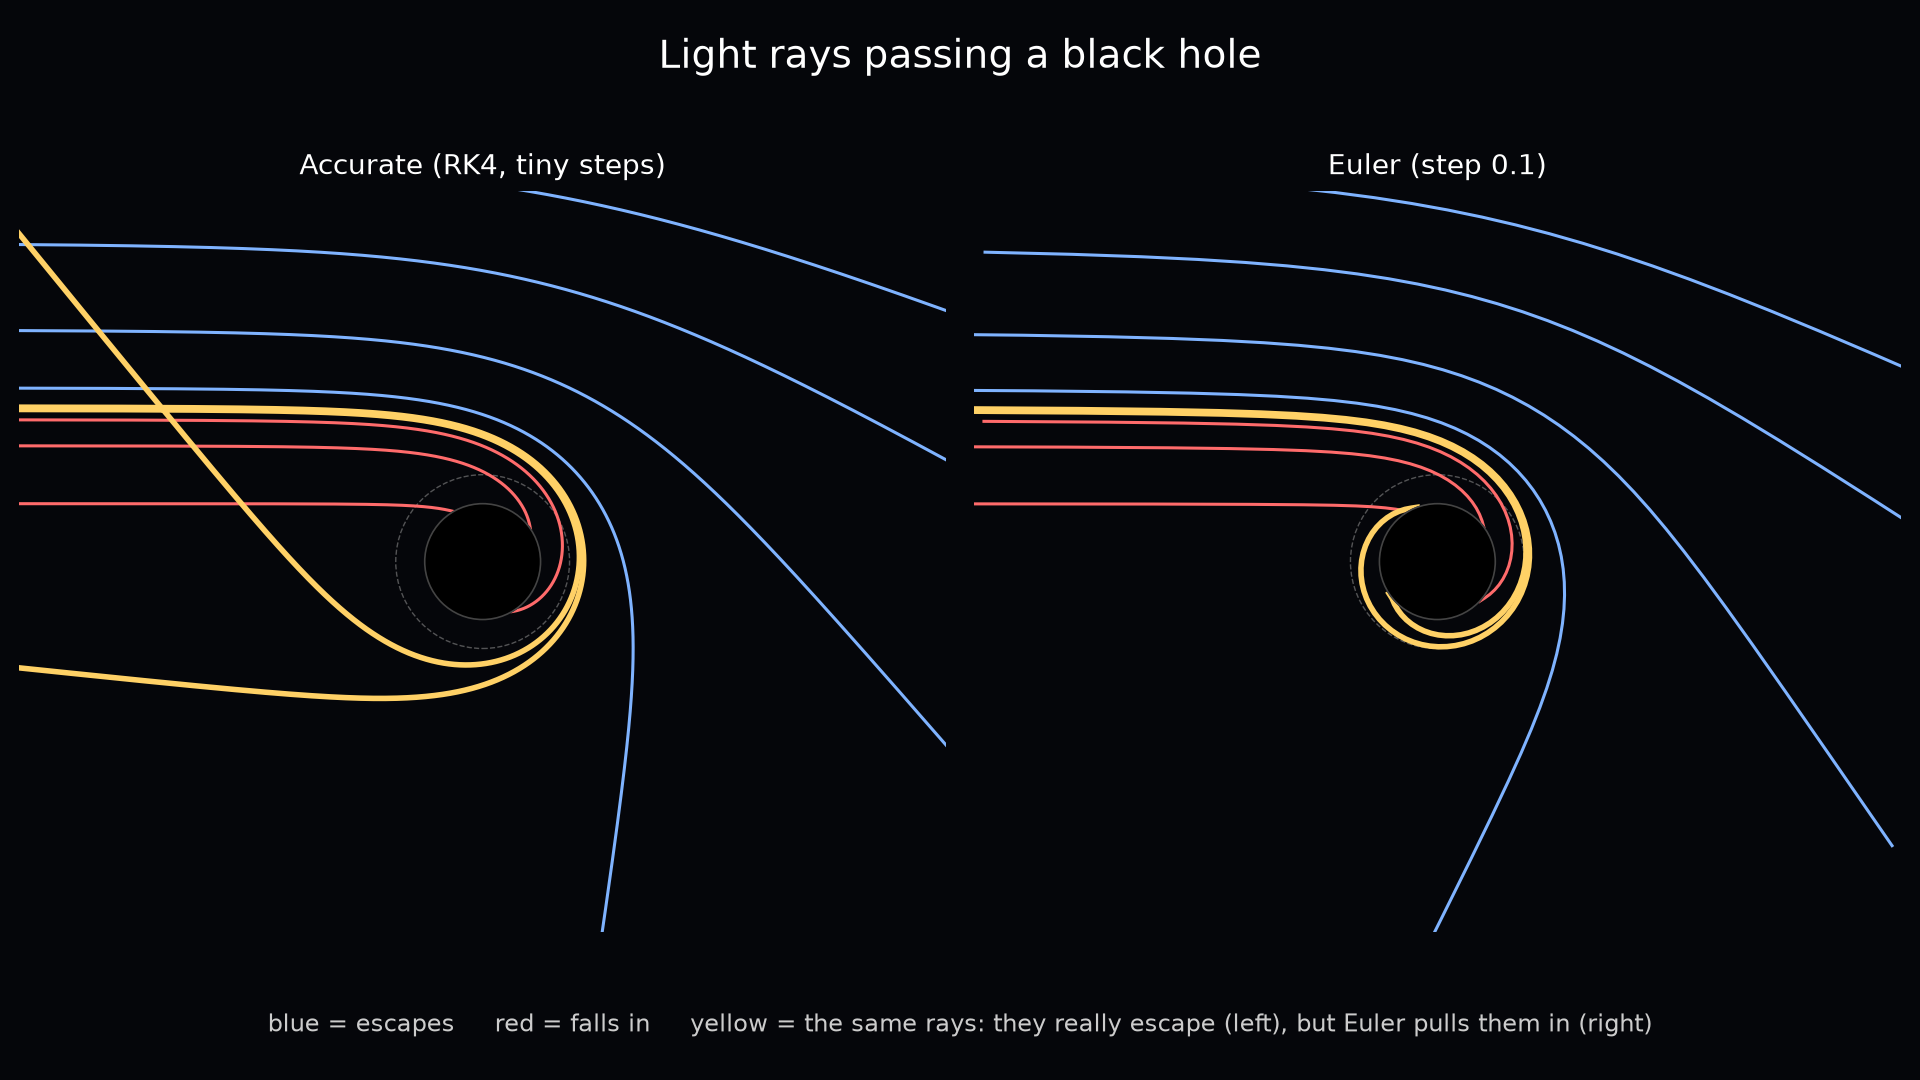 Light rays passing a black hole
Accurate (RK4, tiny steps)
Euler (step 0.1)
blue = escapes red = falls in yellow = the same rays: they really escape (left), but Euler pulls them in (right)